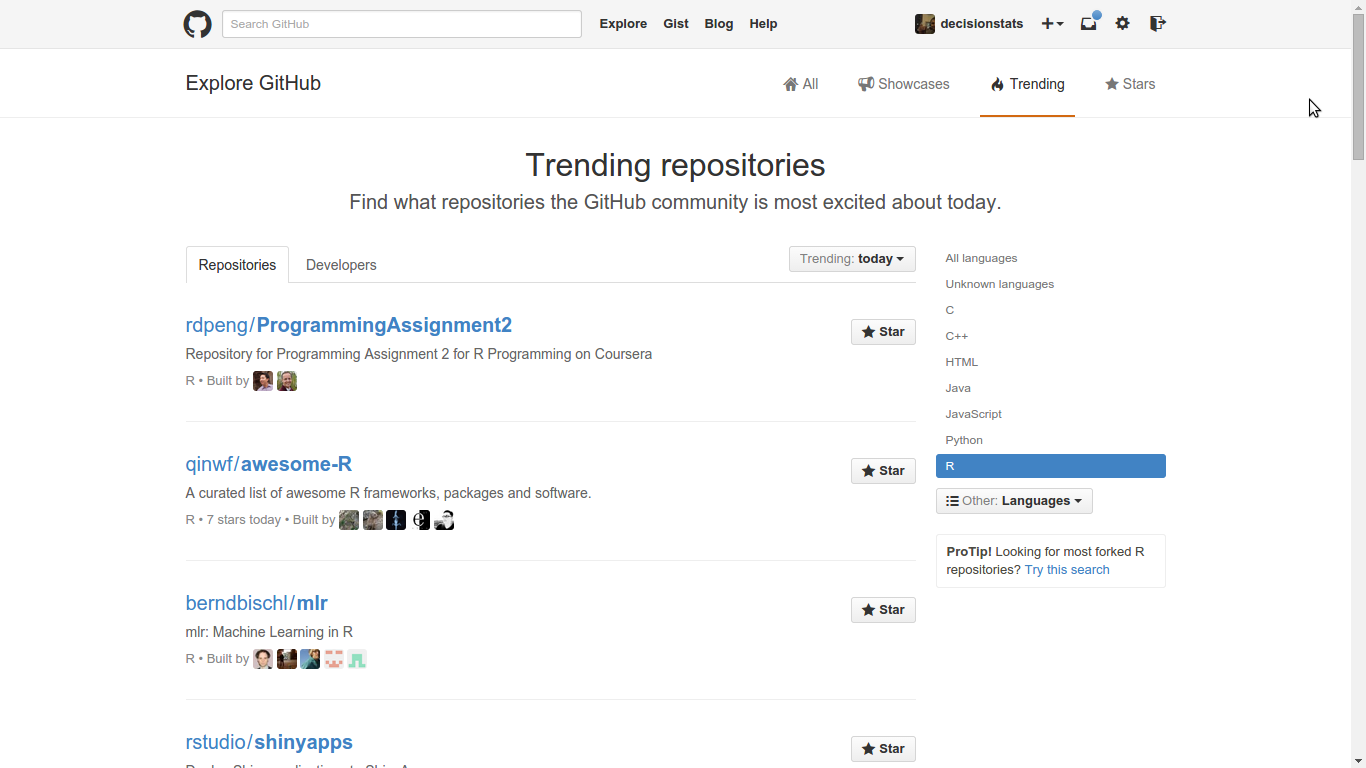 Search GitHub
Explore Gist Blog Help
decisionstats
Explore GitHub
All Showcases Trending Stars
Trending repositories
Find what repositories the GitHub community is most excited about today.
Repositories Developers
Trending: today
rdpeng/ProgrammingAssignment2
Star
Repository for Programming Assignment 2 for R Programming on Coursera
R • Built by
qinwf/awesome-R
Star
A curated list of awesome R frameworks, packages and software.
R • 7 stars today • Built by
berndbischl/mlr
Star
mlr: Machine Learning in R
R • Built by
rstudio/shinyapps
Star
All languages
Unknown languages
C
C++
HTML
Java
JavaScript
Python
R
Other: Languages
ProTip! Looking for most forked R
repositories? Try this search